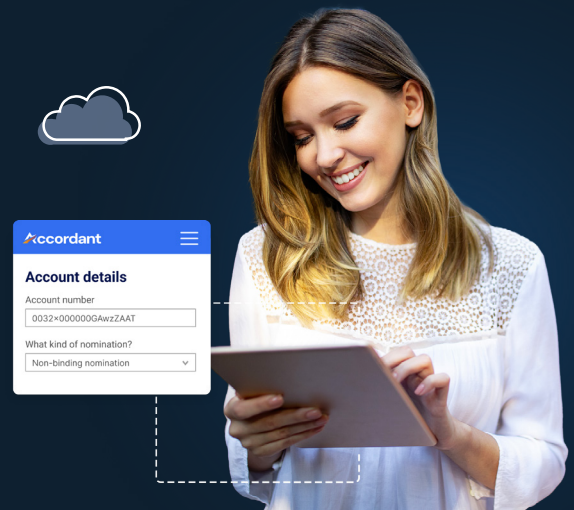 Accordant
Account details
Account number
0032×000000GAwzZAAT
What kind of nomination?
Non-binding nomination